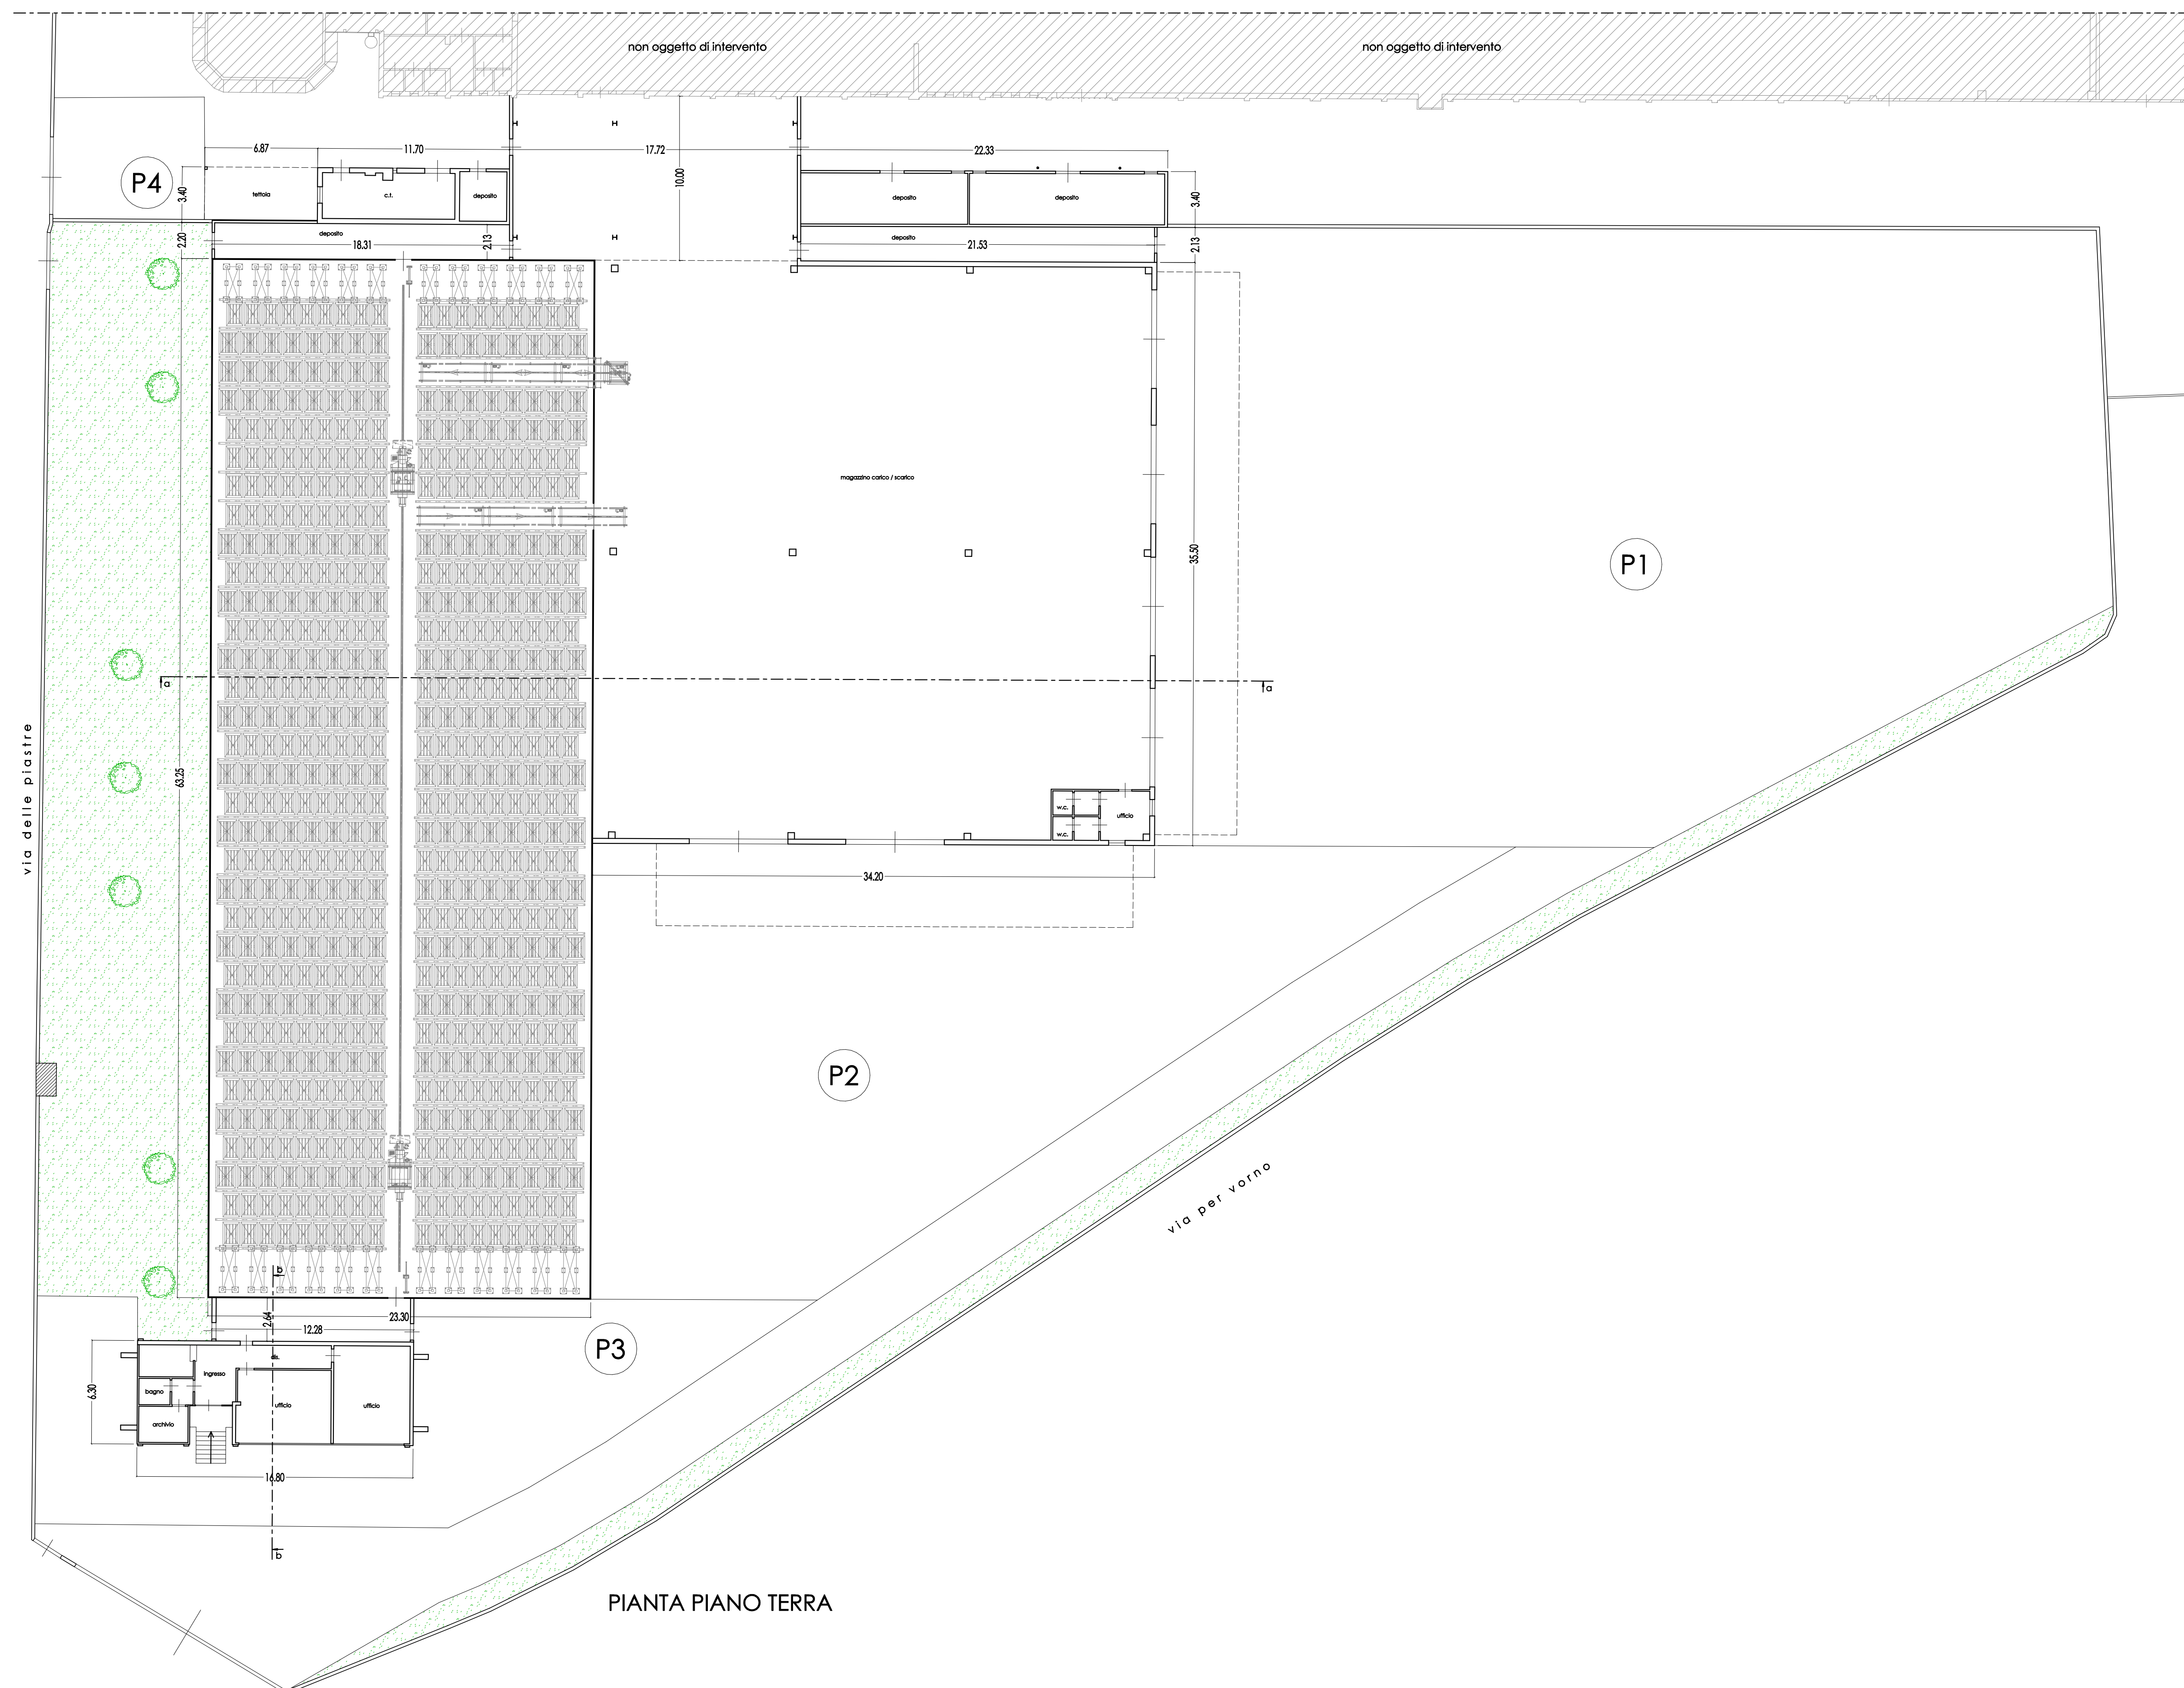 non oggetto di intervento
non oggetto di intervento
6.87
11.70
17.72
22.33
P4
3.40
tettoia
c.t.
deposito
10.00
deposito
deposito
3.40
2.20
deposito
18.31
2.13
deposito
21.53
2.13
magazzino carico / scarico
35.50
P1
a
a
via delle piastre
63.25
w.c.
w.c.
ufficio
34.20
P2
via per vorno
b
2.64
23.30
12.28
P3
6.30
ingresso
bagno
archivio
ufficio
ufficio
16.80
b
PIANTA PIANO TERRA